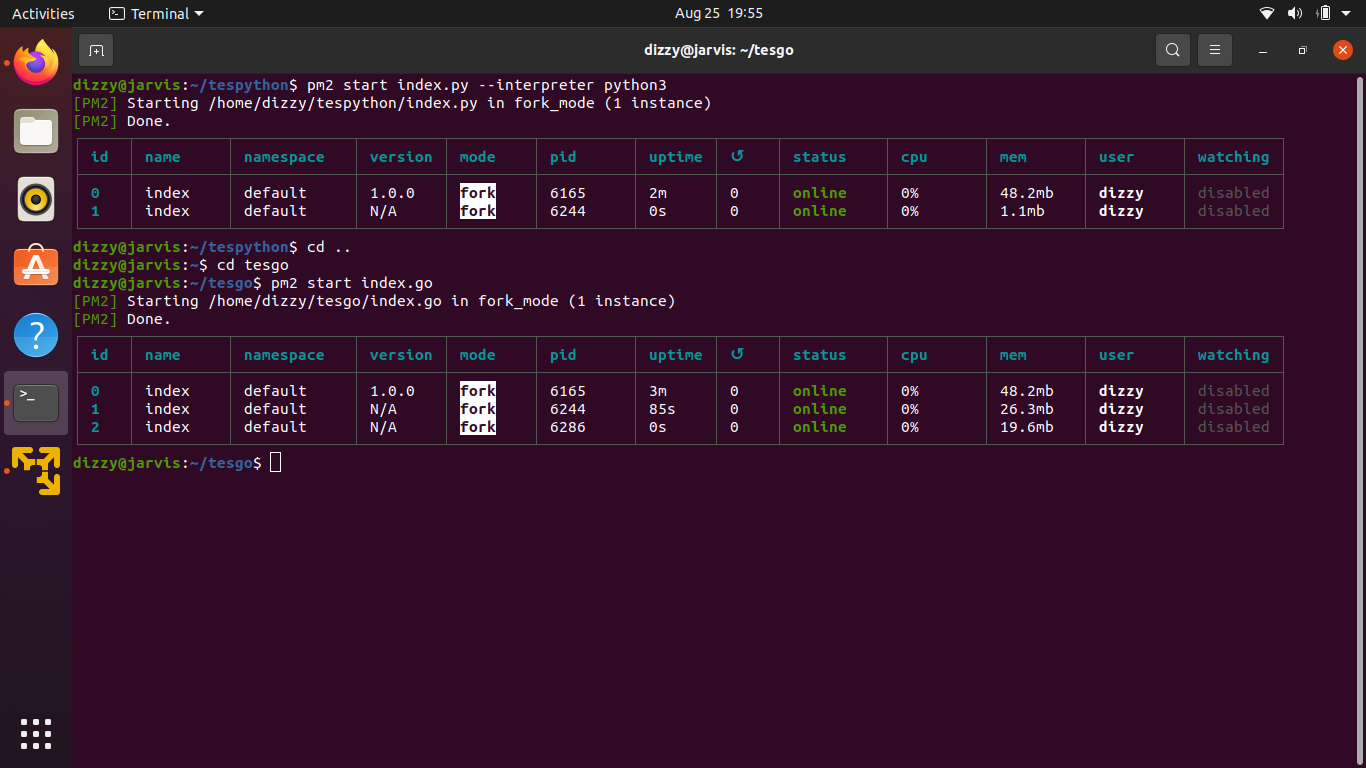 Activities Terminal Aug 25 19:55
dizzy@jarvis: ~/tesgo
dizzy@jarvis:~/tespython$ pm2 start index.py --interpreter python3
[PM2] Starting /home/dizzy/tespython/index.py in fork_mode (1 instance)
[PM2] Done.
id name namespace version mode pid uptime ↺ status cpu mem user watching
0 index default 1.0.0 fork 6165 2m 0 online 0% 48.2mb dizzy disabled
1 index default N/A fork 6244 0s 0 online 0% 1.1mb dizzy disabled
dizzy@jarvis:~/tespython$ cd ..
dizzy@jarvis:~$ cd tesgo
dizzy@jarvis:~/tesgo$ pm2 start index.go
[PM2] Starting /home/dizzy/tesgo/index.go in fork_mode (1 instance)
[PM2] Done.
id name namespace version mode pid uptime ↺ status cpu mem user watching
0 index default 1.0.0 fork 6165 3m 0 online 0% 48.2mb dizzy disabled
1 index default N/A fork 6244 85s 0 online 0% 26.3mb dizzy disabled
2 index default N/A fork 6286 0s 0 online 0% 19.6mb dizzy disabled
dizzy@jarvis:~/tesgo$